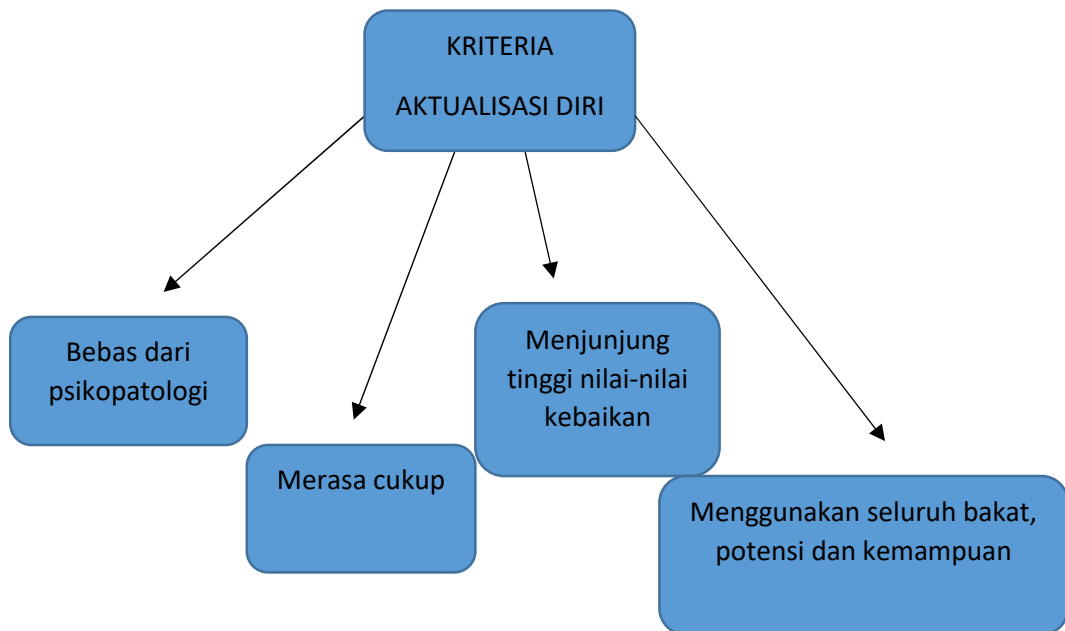 KRITERIA
AKTUALISASI DIRI
Bebas dari
psikopatologi
Merasa cukup
Menjunjung
tinggi nilai-nilai
kebaikan
Menggunakan seluruh bakat,
potensi dan kemampuan